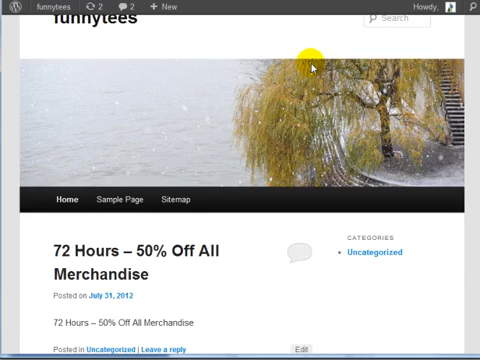 funnytees 2 2 New Howdy,
funnytees
Search
Home Sample Page Sitemap
72 Hours – 50% Off All
Merchandise
Posted on July 31, 2012
72 Hours – 50% Off All Merchandise
Posted in Uncategorized | Leave a reply
Edit
CATEGORIES
Uncategorized